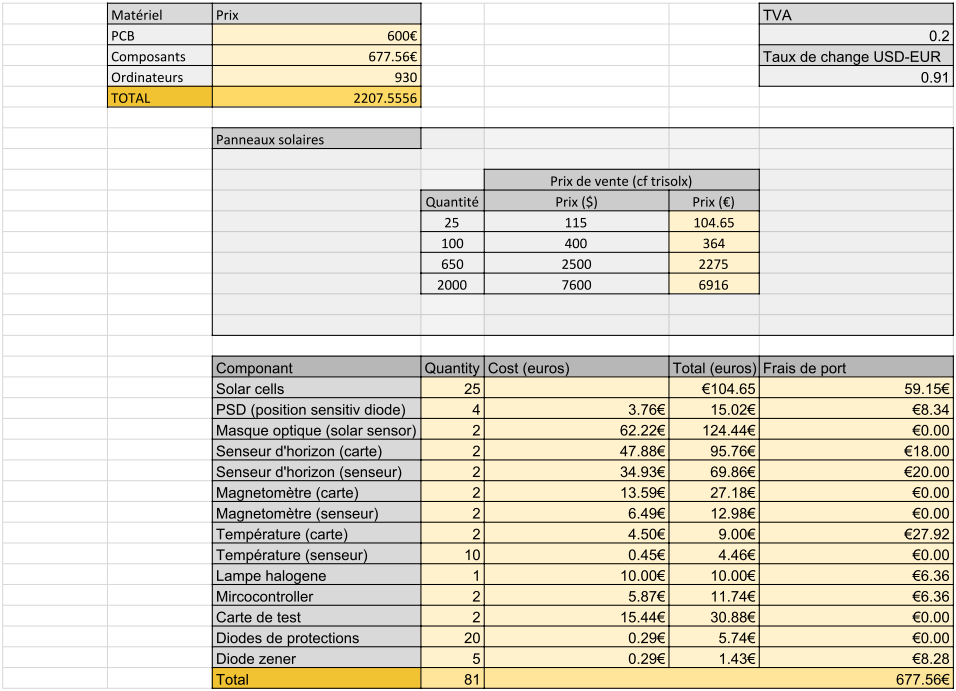 Matériel Prix TVA
PCB 600€ 0.2
Composants 677.56€ Taux de change USD-EUR
Ordinateurs 930 0.91
TOTAL 2207.5556
Panneaux solaires
Prix de vente (cf trisolx)
Quantité Prix ($) Prix (€)
25 115 104.65
100 400 364
650 2500 2275
2000 7600 6916
Componant Quantity Cost (euros) Total (euros) Frais de port
Solar cells 25 €104.65 59.15€
PSD (position sensitiv diode) 4 3.76€ 15.02€ €8.34
Masque optique (solar sensor) 2 62.22€ 124.44€ €0.00
Senseur d'horizon (carte) 2 47.88€ 95.76€ €18.00
Senseur d'horizon (senseur) 2 34.93€ 69.86€ €20.00
Magnetomètre (carte) 2 13.59€ 27.18€ €0.00
Magnetomètre (senseur) 2 6.49€ 12.98€ €0.00
Température (carte) 2 4.50€ 9.00€ €27.92
Température (senseur) 10 0.45€ 4.46€ €0.00
Lampe halogene 1 10.00€ 10.00€ €6.36
Mircocontroller 2 5.87€ 11.74€ €6.36
Carte de test 2 15.44€ 30.88€ €0.00
Diodes de protections 20 0.29€ 5.74€ €0.00
Diode zener 5 0.29€ 1.43€ €8.28
Total 81 677.56€